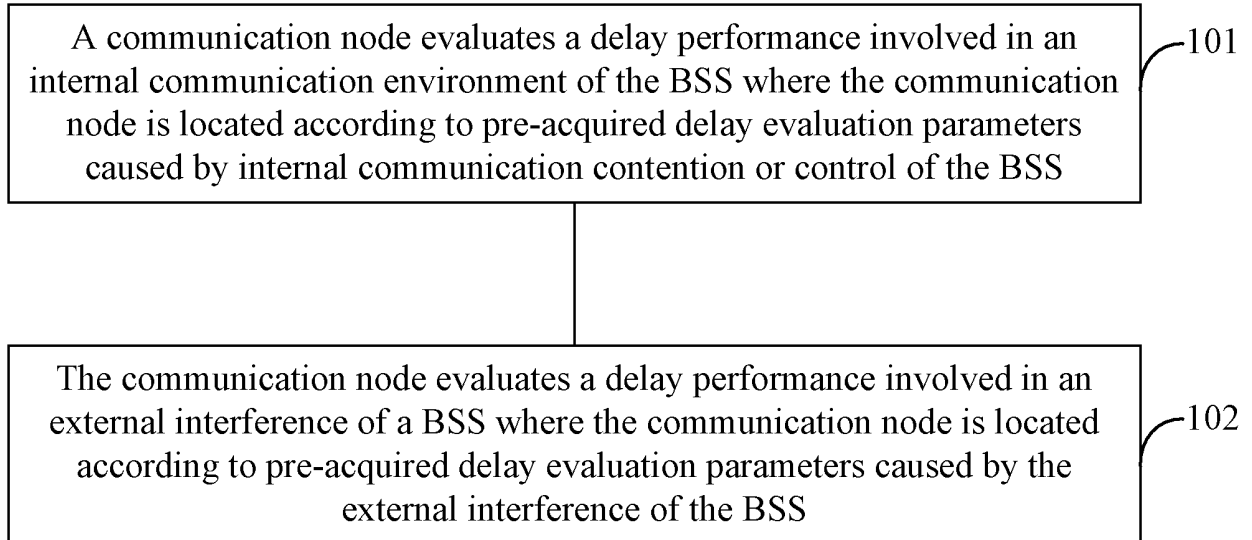 A communication node evaluates a delay performance involved in an
internal communication environment of the BSS where the communication
node is located according to pre-acquired delay evaluation parameters
caused by internal communication contention or control of the BSS
101
The communication node evaluates a delay performance involved in an
external interference of a BSS where the communication node is located
according to pre-acquired delay evaluation parameters caused by the
external interference of the BSS
102